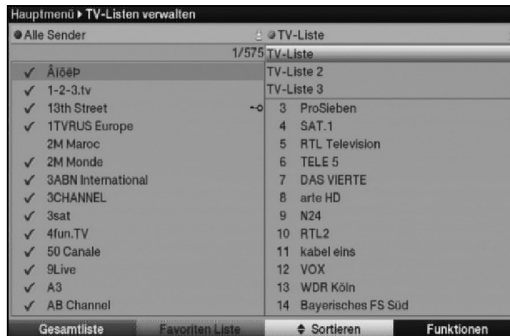 Hauptmenü ▸ TV-Listen verwalten
Alle Sender
TV-Liste
1/575
TV-Liste
TV-Liste 2
TV-Liste 3
✓ Âïðëþ
✓ 1-2-3.tv
✓ 13th Street
✓ 1TVRUS Europe
2M Maroc
✓ 2M Monde
✓ 3ABN International
✓ 3CHANNEL
✓ 3sat
✓ 4fun.TV
✓ 50 Canale
✓ 9Live
✓ A3
✓ AB Channel
3 ProSieben
4 SAT.1
5 RTL Television
6 TELE 5
7 DAS VIERTE
8 arte HD
9 N24
10 RTL2
11 kabel eins
12 VOX
13 WDR Köln
14 Bayerisches FS Süd
Gesamtliste
Favoriten Liste
Sortieren
Funktionen